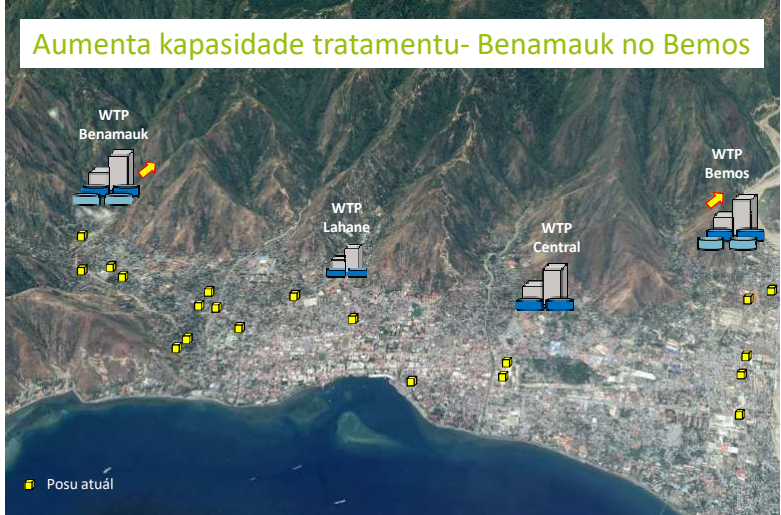 Aumenta kapasidade tratamentu- Benamauk no Bemos
WTP
Benamauk
WTP
Bemos
WTP
Lahane
WTP
Central
Posu atuál